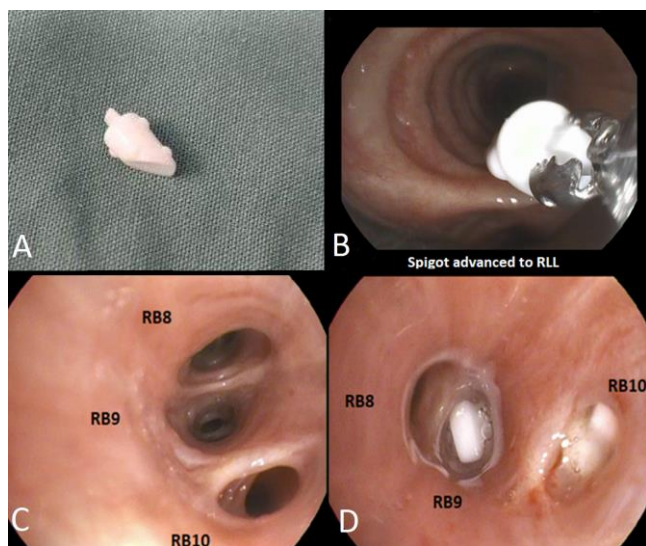 A
B
Spigot advanced to RLL
RB8
RB9
RB10
C
RB8
RB10
RB9
D